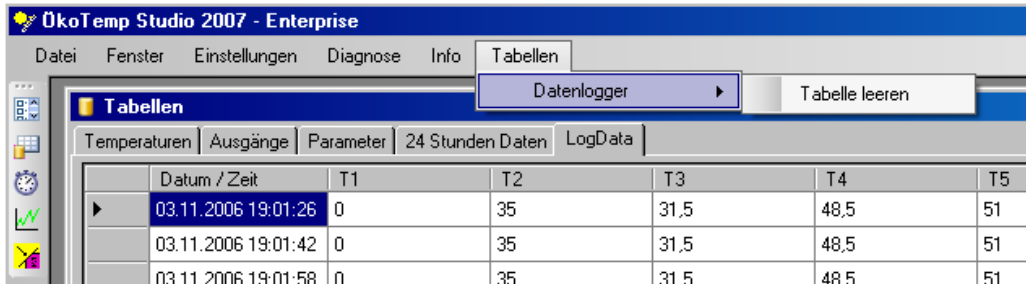 ÖkoTemp Studio 2007 - Enterprise
Datei Fenster Einstellungen Diagnose Info Tabellen
Datenlogger Tabelle leeren
Tabellen
Temperaturen Ausgänge Parameter 24 Stunden Daten LogData
Datum / Zeit T1 T2 T3 T4 T5
03.11.2006 19:01:26 0 35 31,5 48,5 51
03.11.2006 19:01:42 0 35 31,5 48,5 51
03.11.2006 19:01:58 0 35 31,5 48,5 51